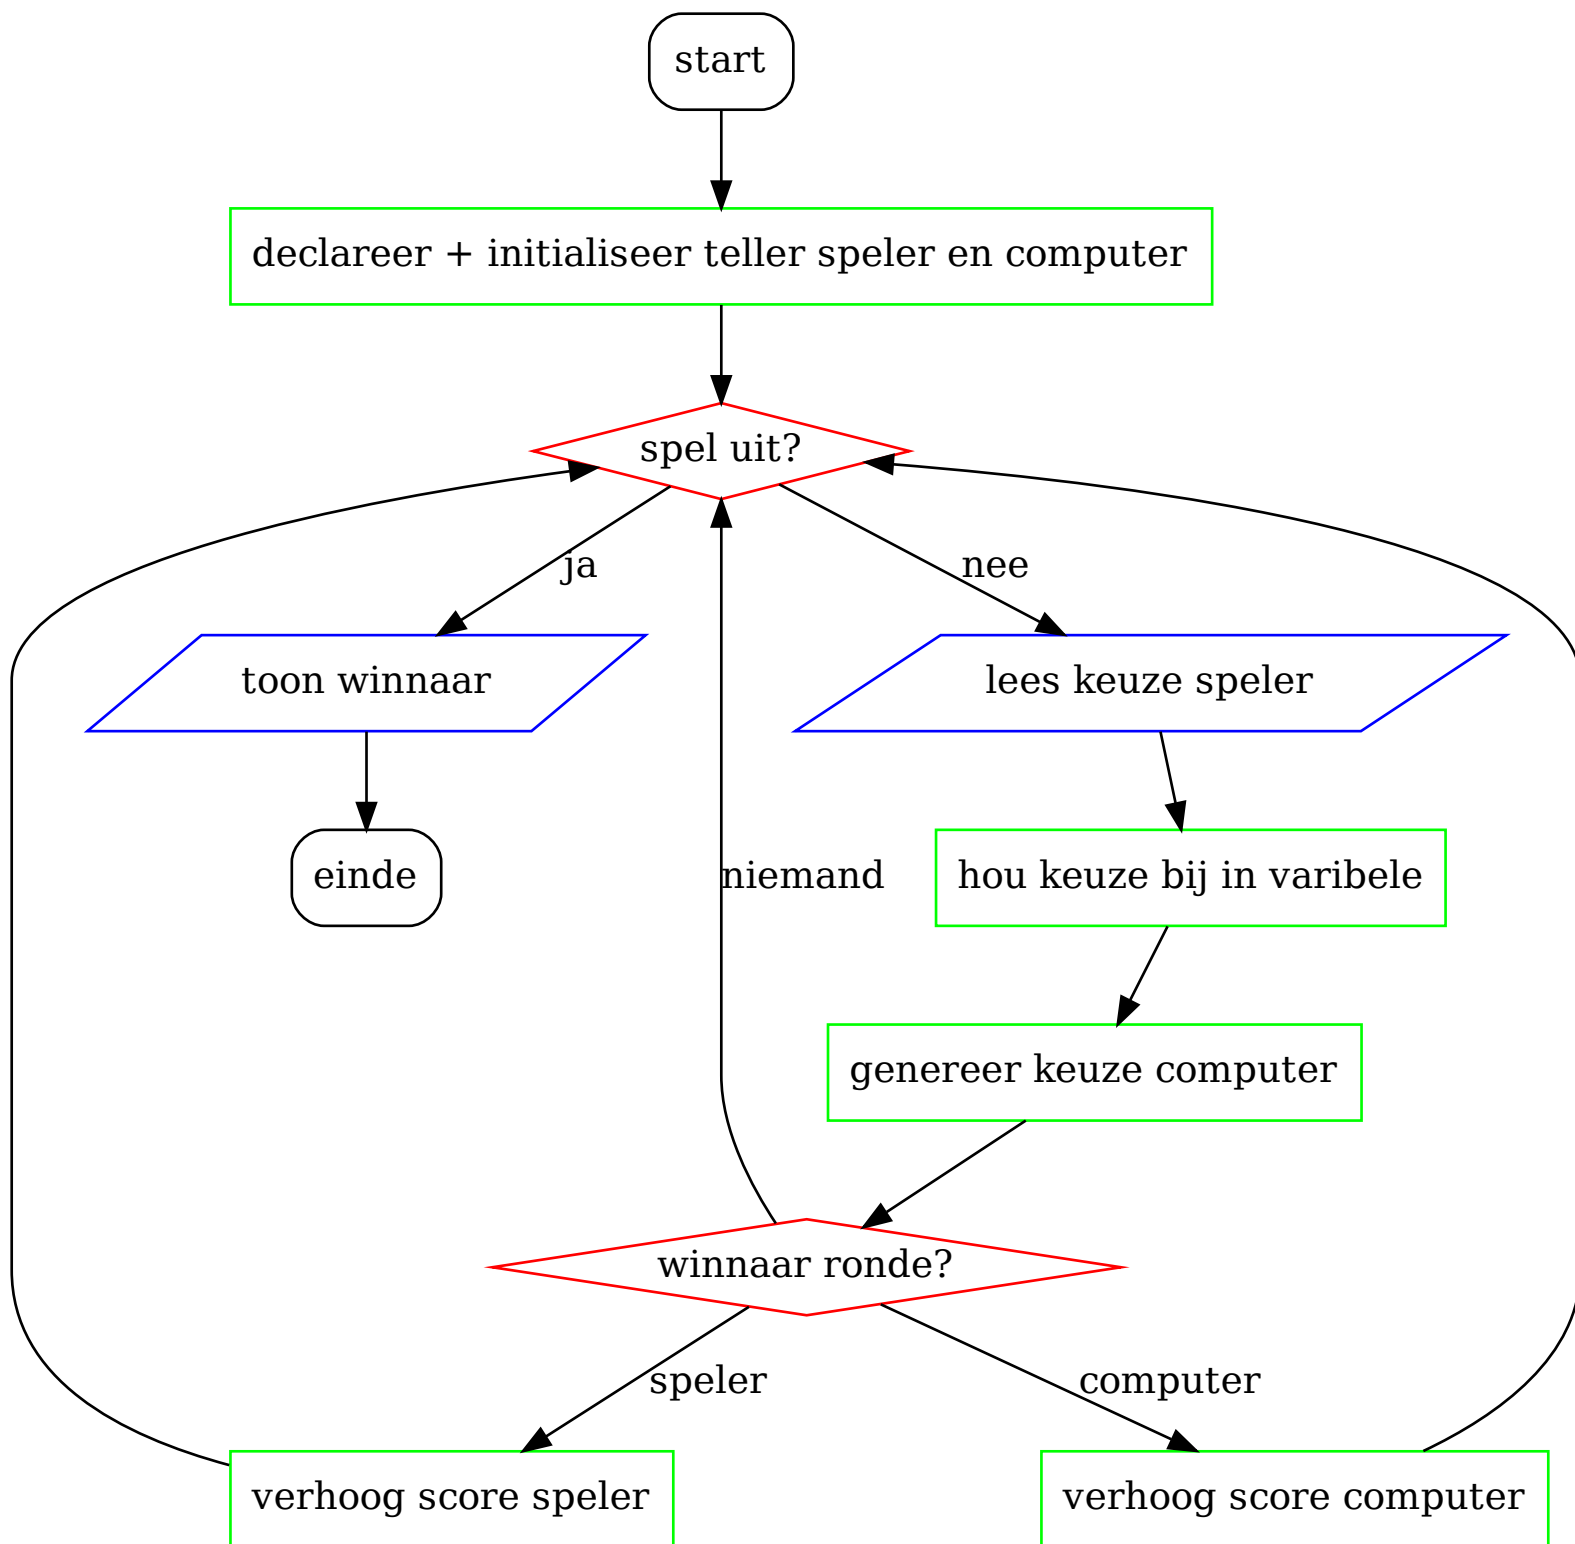 start
declareer + initialiseer teller speler en computer
spel uit?
ja
nee
toon winnaar
lees keuze speler
einde
niemand
hou keuze bij in varibele
genereer keuze computer
winnaar ronde?
speler
computer
verhoog score speler
verhoog score computer